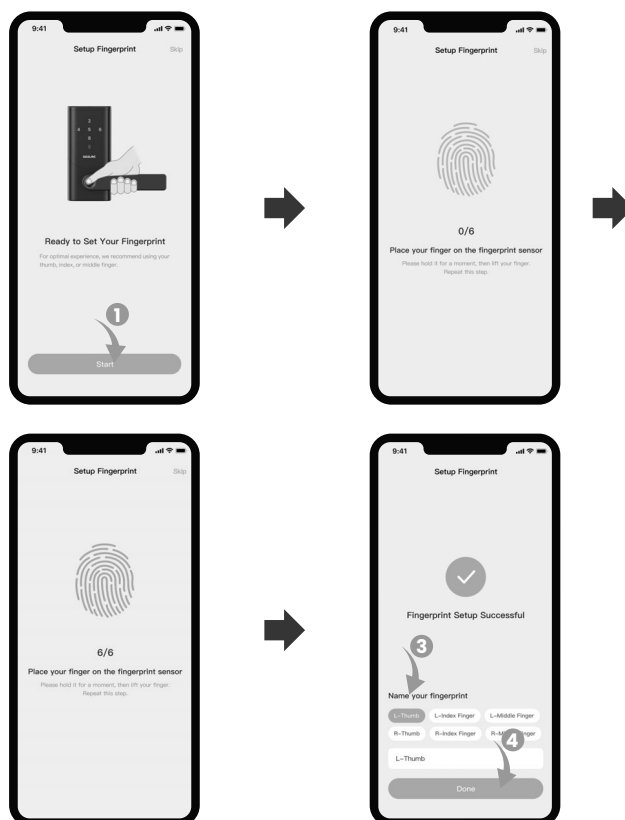 9:41
Setup Fingerprint
Skip
Ready to Set Your Fingerprint
For optimal experience, we recommend using your
thumb, index, or middle finger.
1
Start
9:41
Setup Fingerprint
Skip
0/6
Place your finger on the fingerprint sensor
Please hold it for a moment, then lift your finger.
Repeat this step.
9:41
Setup Fingerprint
Skip
6/6
Place your finger on the fingerprint sensor
Please hold it for a moment, then lift your finger.
Repeat this step.
9:41
Setup Fingerprint
Fingerprint Setup Successful
3
Name your fingerprint
L-Thumb L-Index Finger L-Middle Finger
R-Thumb R-Index Finger
4
L-Thumb
Done